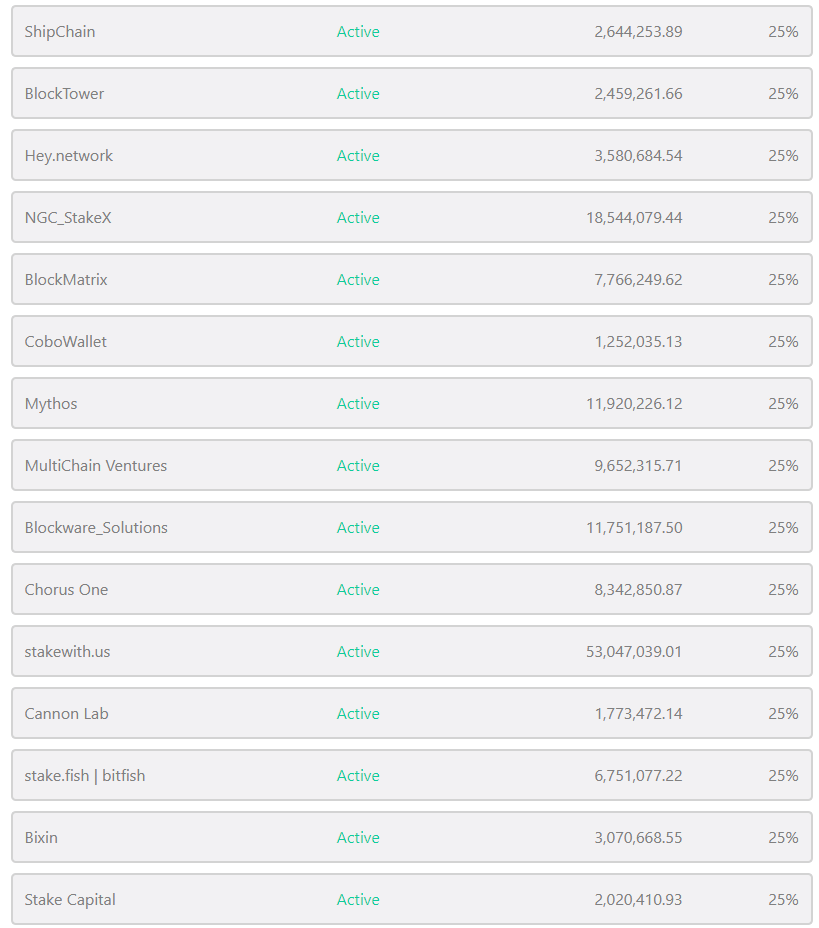 ShipChain Active 2,644,253.89 25%
BlockTower Active 2,459,261.66 25%
Hey.network Active 3,580,684.54 25%
NGC_StakeX Active 18,544,079.44 25%
BlockMatrix Active 7,766,249.62 25%
CoboWallet Active 1,252,035.13 25%
Mythos Active 11,920,226.12 25%
MultiChain Ventures Active 9,652,315.71 25%
Blockware_Solutions Active 11,751,187.50 25%
Chorus One Active 8,342,850.87 25%
stakewith.us Active 53,047,039.01 25%
Cannon Lab Active 1,773,472.14 25%
stake.fish | bitfish Active 6,751,077.22 25%
Bixin Active 3,070,668.55 25%
Stake Capital Active 2,020,410.93 25%